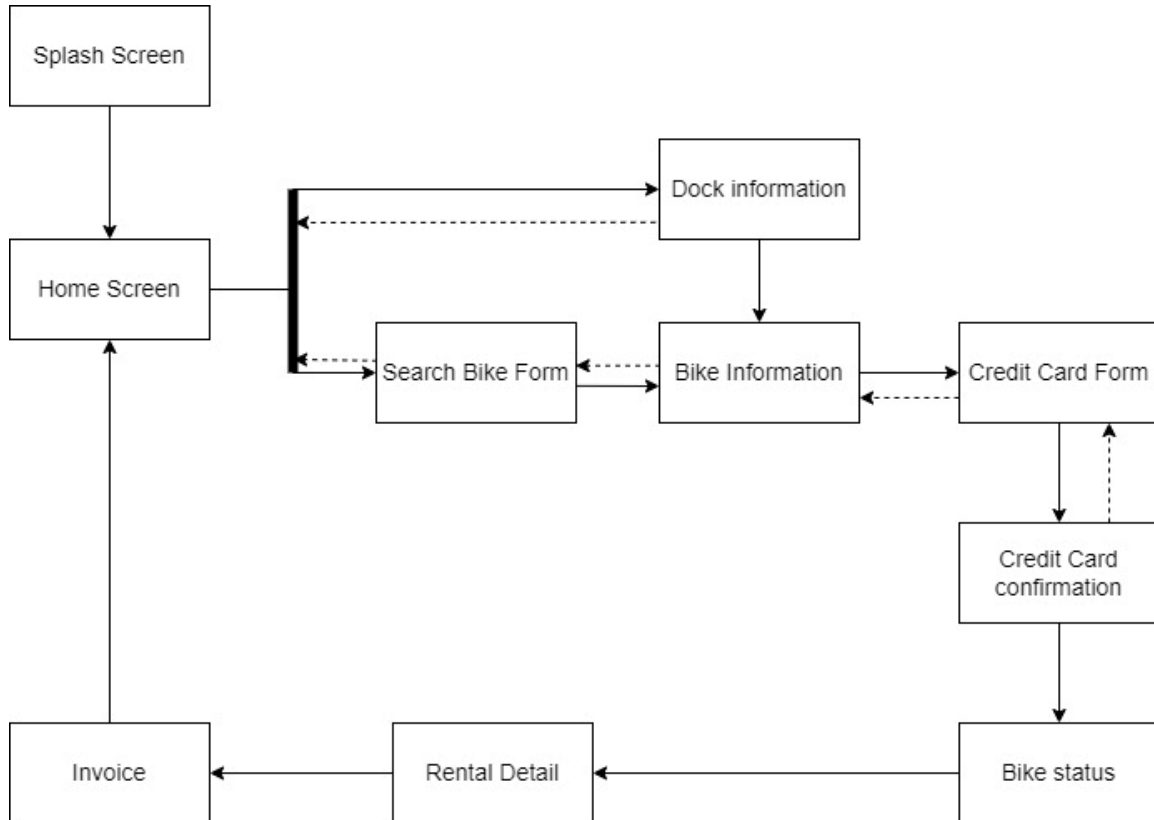 Splash Screen
Dock information
Home Screen
Search Bike Form
Bike Information
Credit Card Form
Credit Card
confirmation
Invoice
Rental Detail
Bike status